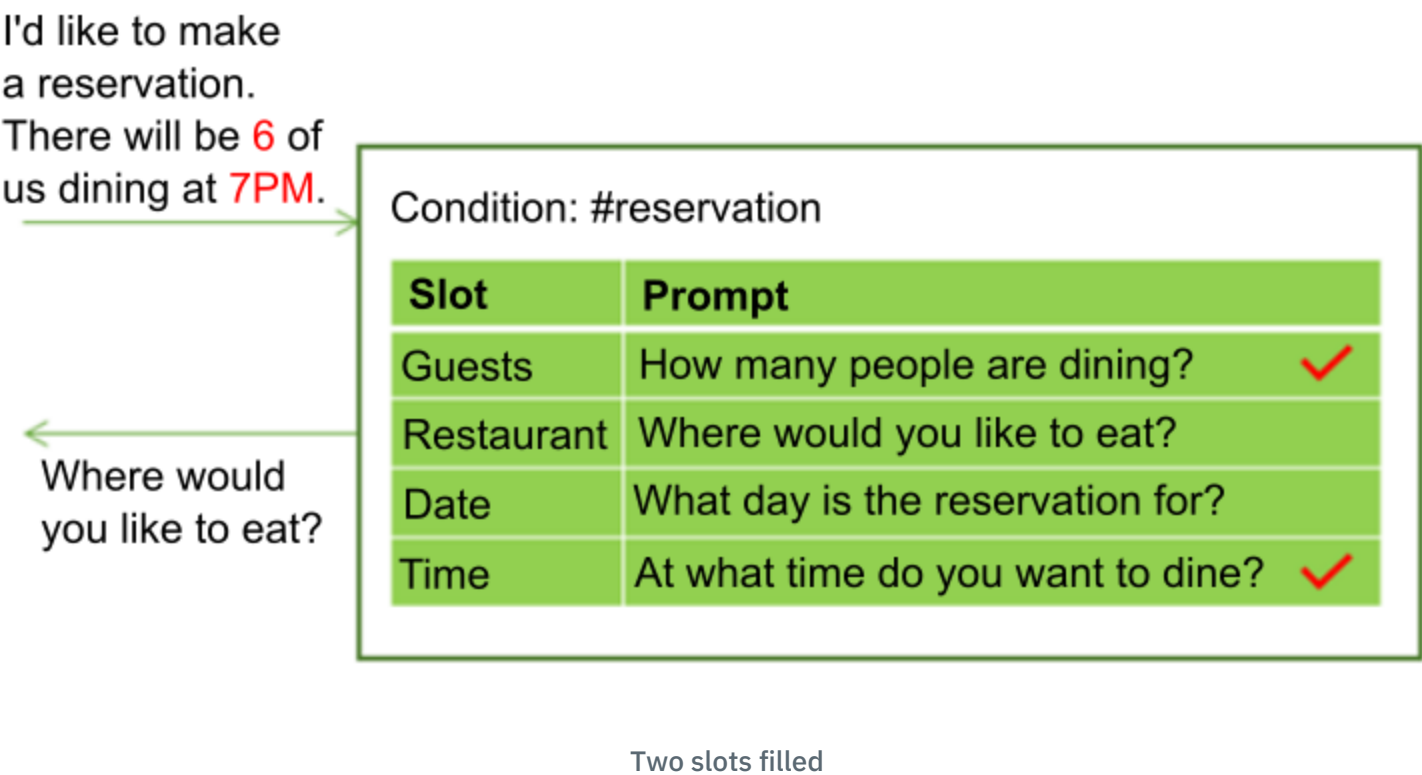 I'd like to make
a reservation.
There will be 6 of
us dining at 7PM.
Condition: #reservation
Slot Prompt
Guests How many people are dining?
Restaurant Where would you like to eat?
Date What day is the reservation for?
Time At what time do you want to dine?
Where would
you like to eat?
Two slots filled